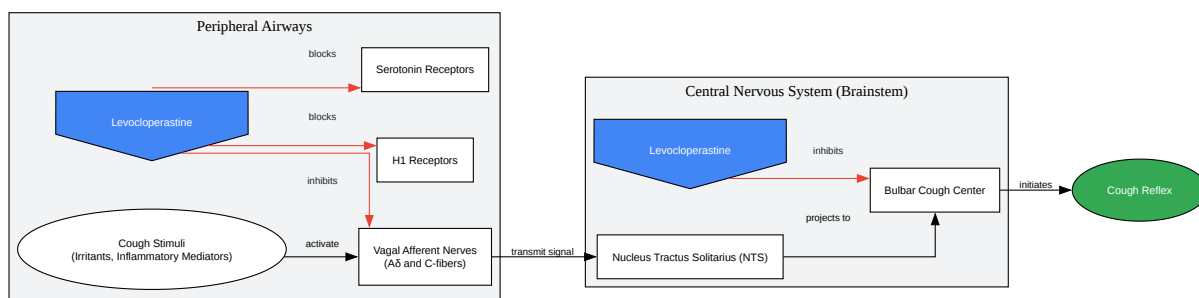 Peripheral Airways
blocks
Serotonin Receptors
Levocloperastine
blocks
H1 Receptors
inhibits
Cough Stimuli
(Irritants, Inflammatory Mediators)
activate
Vagal Afferent Nerves
(Aδ and C-fibers)
transmit signal
Central Nervous System (Brainstem)
Levocloperastine
inhibits
Bulbar Cough Center
projects to
Nucleus Tractus Solitarius (NTS)
initiates
Cough Reflex